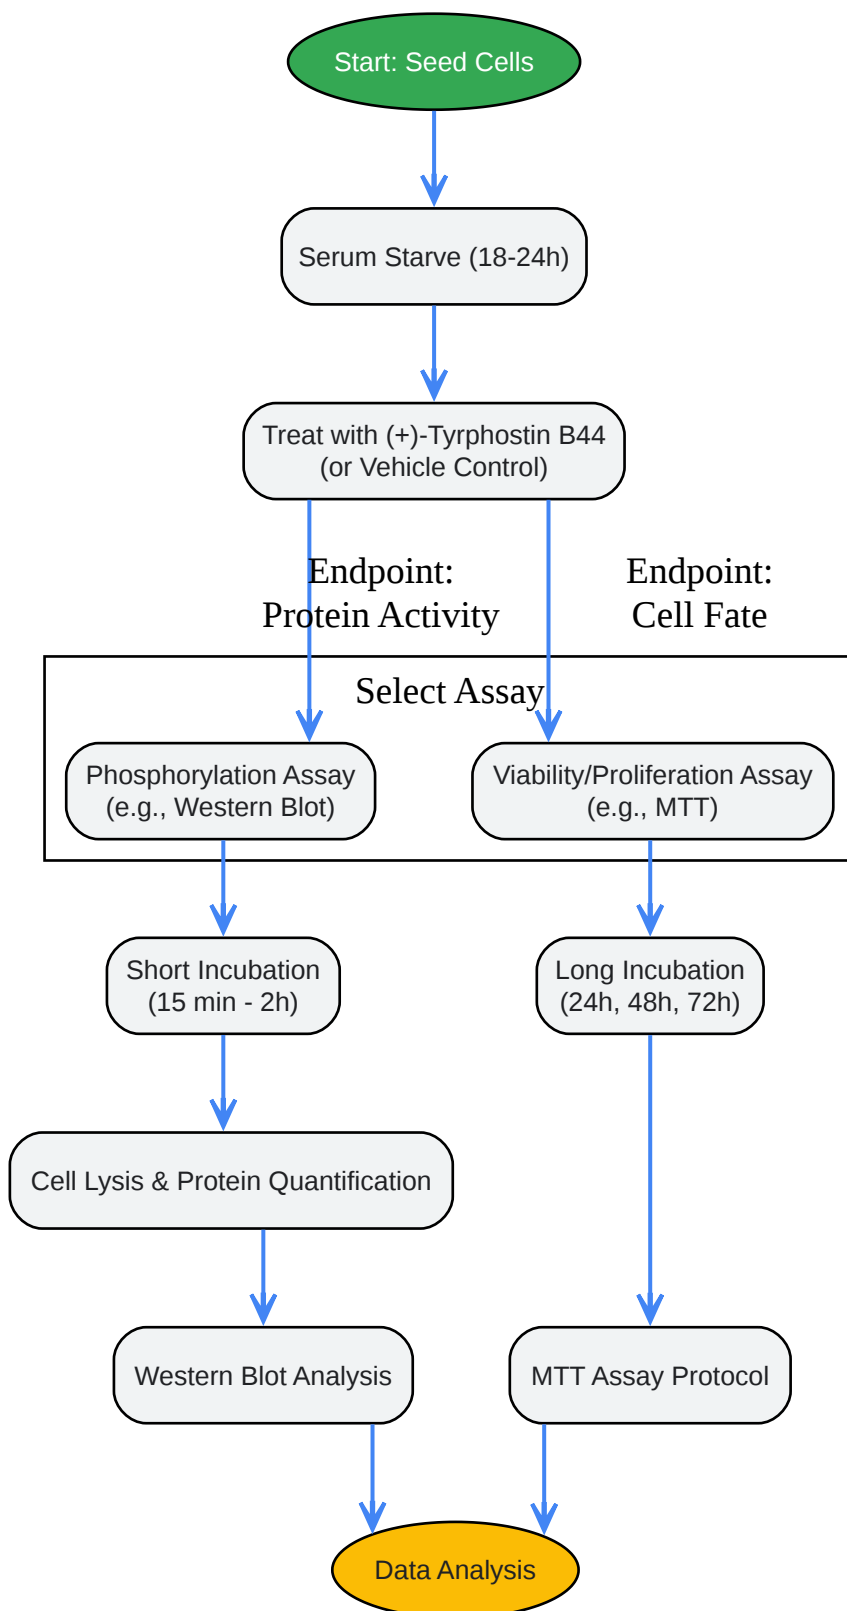 Start: Seed Cells
Serum Starve (18-24h)
Treat with (+)-Tyrphostin B44
(or Vehicle Control)
Endpoint:
Protein Activity
Endpoint:
Cell Fate
Select Assay
Phosphorylation Assay
(e.g., Western Blot)
Viability/Proliferation Assay
(e.g., MTT)
Short Incubation
(15 min - 2h)
Long Incubation
(24h, 48h, 72h)
Cell Lysis & Protein Quantification
Western Blot Analysis
MTT Assay Protocol
Data Analysis